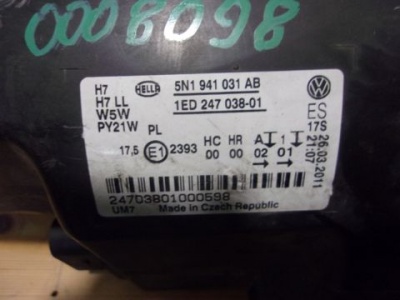 0008098
H7 HELLA 5N1 941 031 AB
H7 LL 1ED 247 038-01
W5W ES
PY21W PL 17S
17,5 E1 2393 HC HR A 1
00 00 02 01
26.03.2011
21:07
24703801000598
UM7 Made in Czech Republic